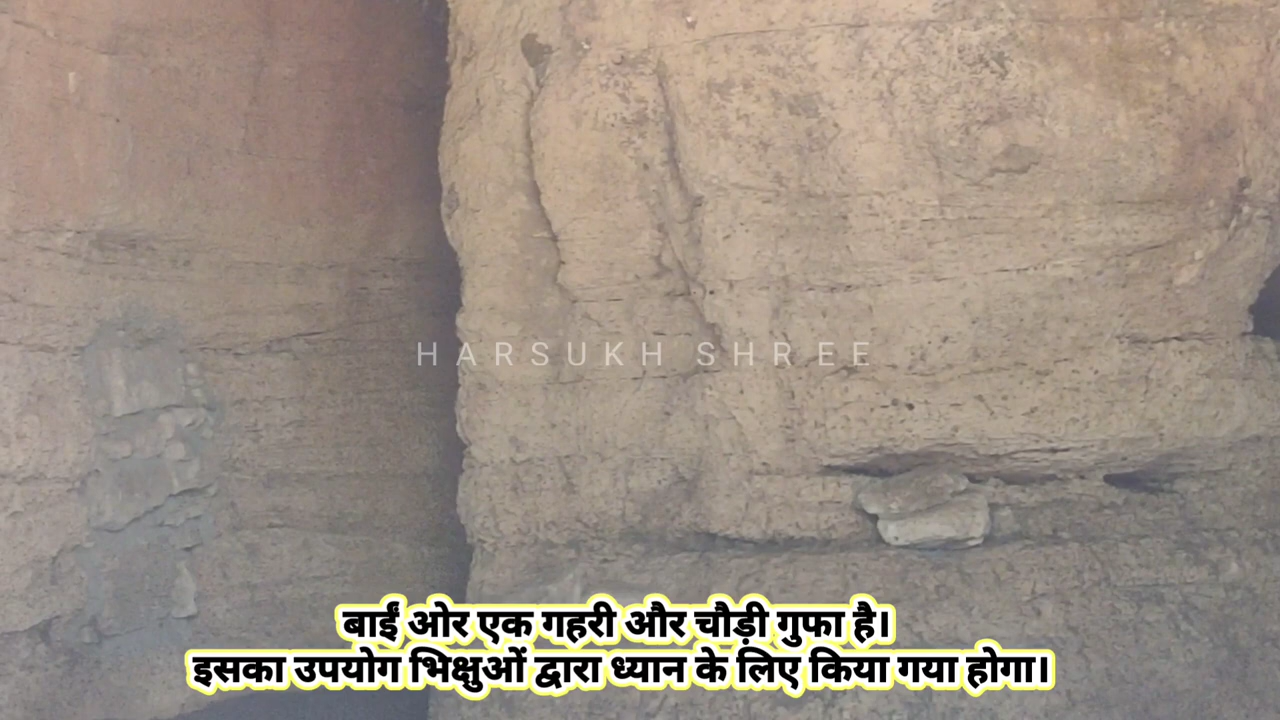 HARSUKH SHREE
बाईं ओर एक गहरी और चौड़ी गुफा है।
इसका उपयोग भिक्षुओं द्वारा ध्यान के लिए किया गया होगा।